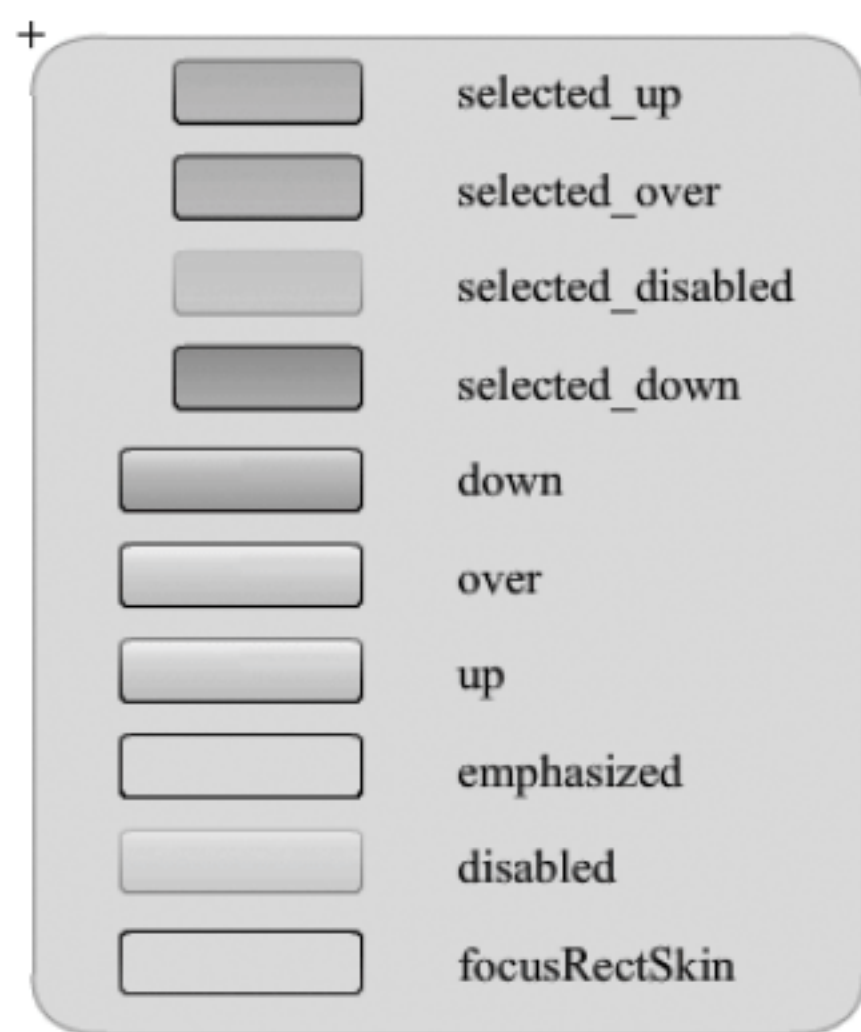 selected_up
selected_over
selected_disabled
selected_down
down
over
up
emphasized
disabled
focusRectSkin